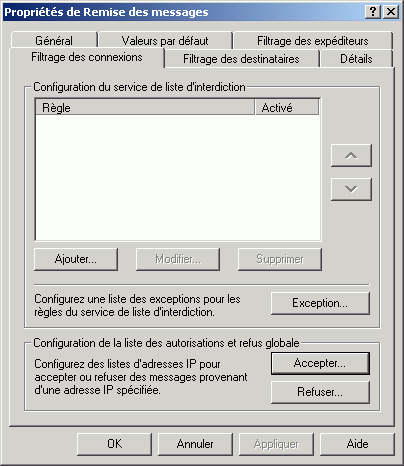 Propriétés de Remise des messages
Général Valeurs par défaut Filtrage des expéditeurs
Filtrage des connexions Filtrage des destinataires Détails
Configuration du service de liste d'interdiction
Règle Activé
Ajouter... Modifier... Supprimer
Configurez une liste des exceptions pour les
règles du service de liste d'interdiction.
Exception...
Configuration de la liste des autorisations et refus globale
Configurez des listes d'adresses IP pour
accepter ou refuser des messages provenant
d'une adresse IP spécifiée.
Accepter...
Refuser...
OK Annuler Appliquer Aide